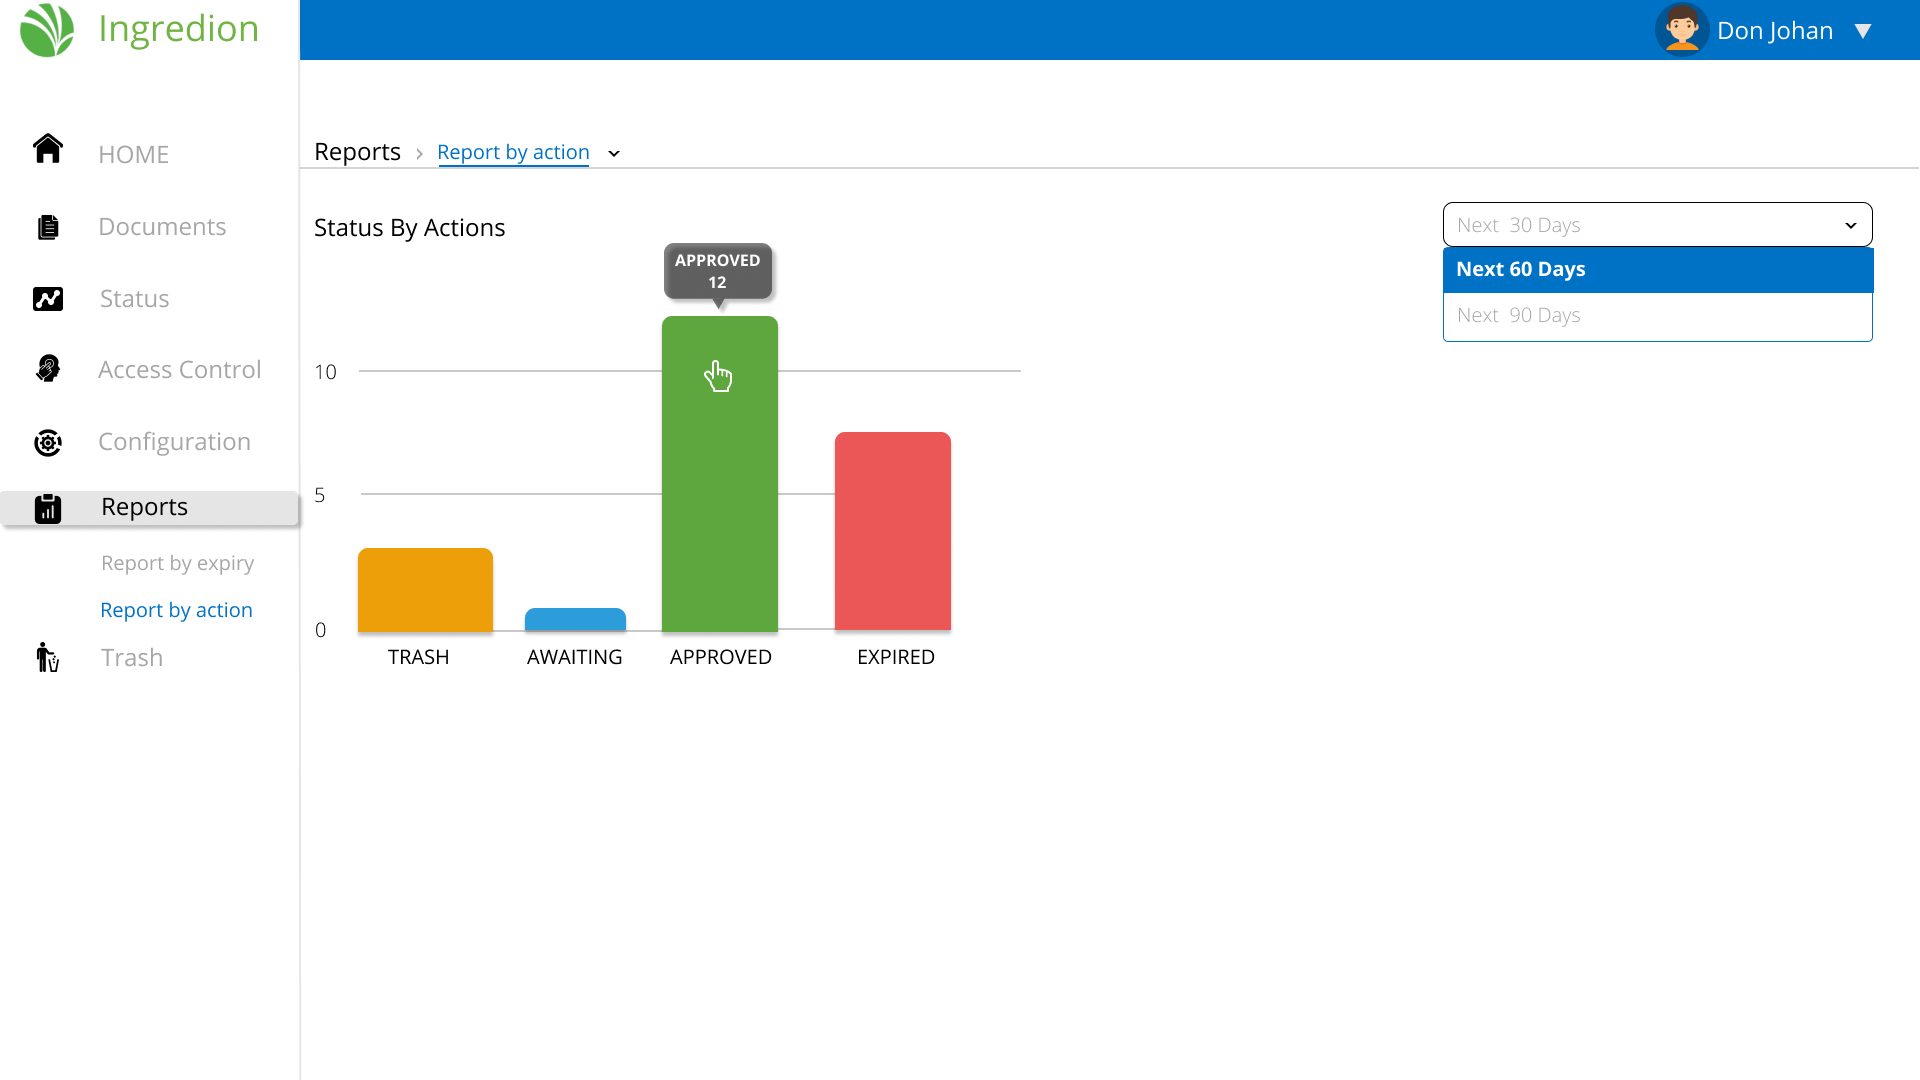 Ingredion
Don Johan
HOME
Documents
Status
Access Control
Configuration
Reports
Report by expiry
Report by action
Trash
Reports › Report by action
Status By Actions
Next 30 Days
Next 60 Days
Next 90 Days
APPROVED
12
10
5
0
TRASH AWAITING APPROVED EXPIRED